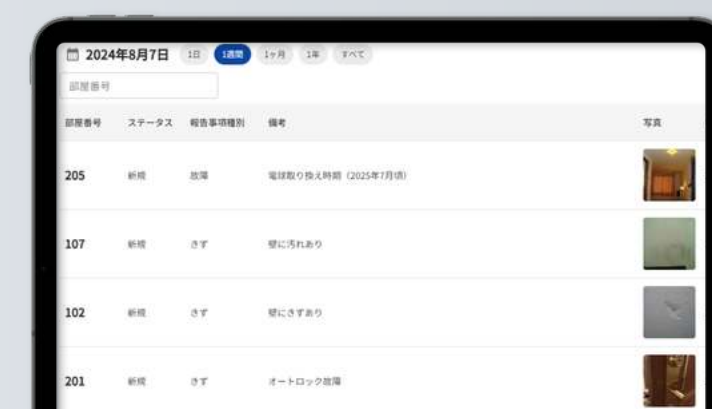 2024年8月7日 1日 1週間 1ヶ月 1年 すべて
部屋番号
部屋番号 ステータス 報告事項種別 備考 写真
205 新規 故障 電球取り換え時期（2025年7月頃）
107 新規 きず 壁に汚れあり
102 新規 きず 壁にきずあり
201 新規 きず オートロック故障